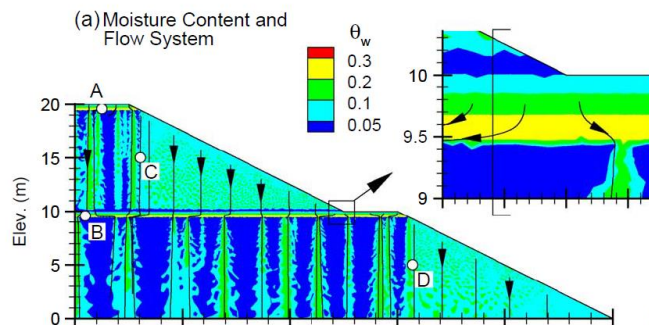 (a) Moisture Content and
Flow System
θw
0.3
0.2
0.1
0.05
10
9.5
9
Elev. (m)
20
15
10
5
0
A
C
B
D